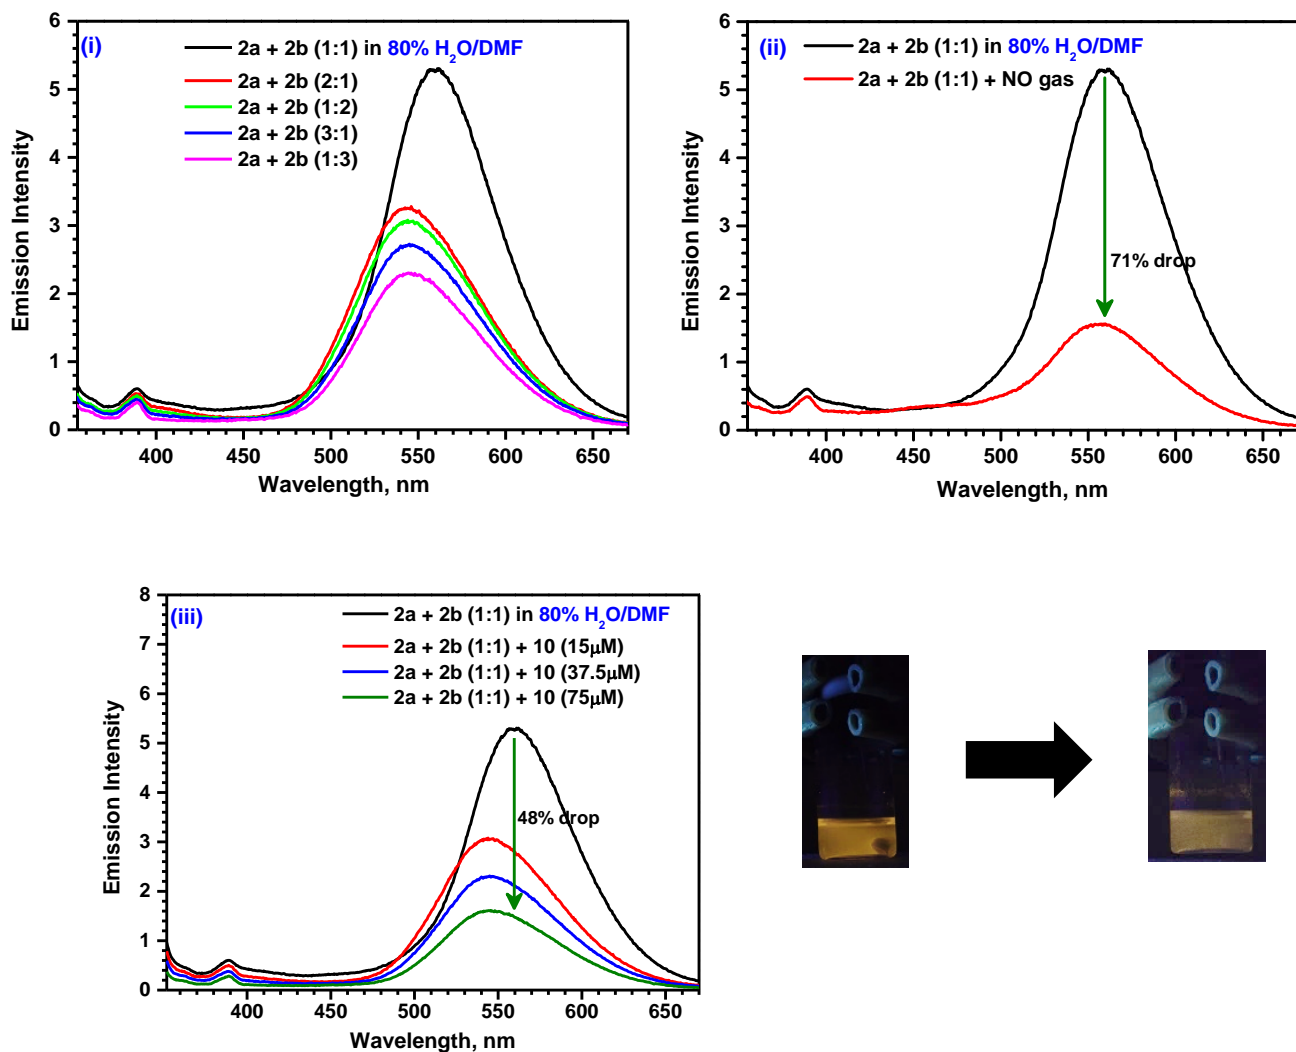 (i)
2a + 2b (1:1) in 80% H₂O/DMF
2a + 2b (2:1)
2a + 2b (1:2)
2a + 2b (3:1)
2a + 2b (1:3)
Emission Intensity
6
5
4
3
2
1
0
400 450 500 550 600 650
Wavelength, nm
(ii)
2a + 2b (1:1) in 80% H₂O/DMF
2a + 2b (1:1) + NO gas
71% drop
Emission Intensity
6
5
4
3
2
1
0
400 450 500 550 600 650
Wavelength, nm
(iii)
2a + 2b (1:1) in 80% H₂O/DMF
2a + 2b (1:1) + 10 (15μM)
2a + 2b (1:1) + 10 (37.5μM)
2a + 2b (1:1) + 10 (75μM)
48% drop
Emission Intensity
8
7
6
5
4
3
2
1
0
400 450 500 550 600 650
Wavelength, nm